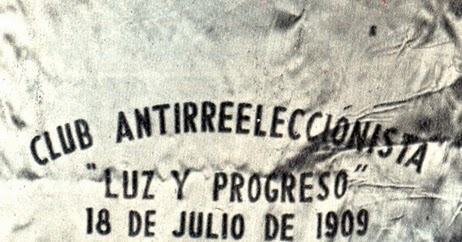 CLUB ANTIRREELECCIONISTA
"LUZ Y PROGRESO"
18 DE JULIO DE 1909